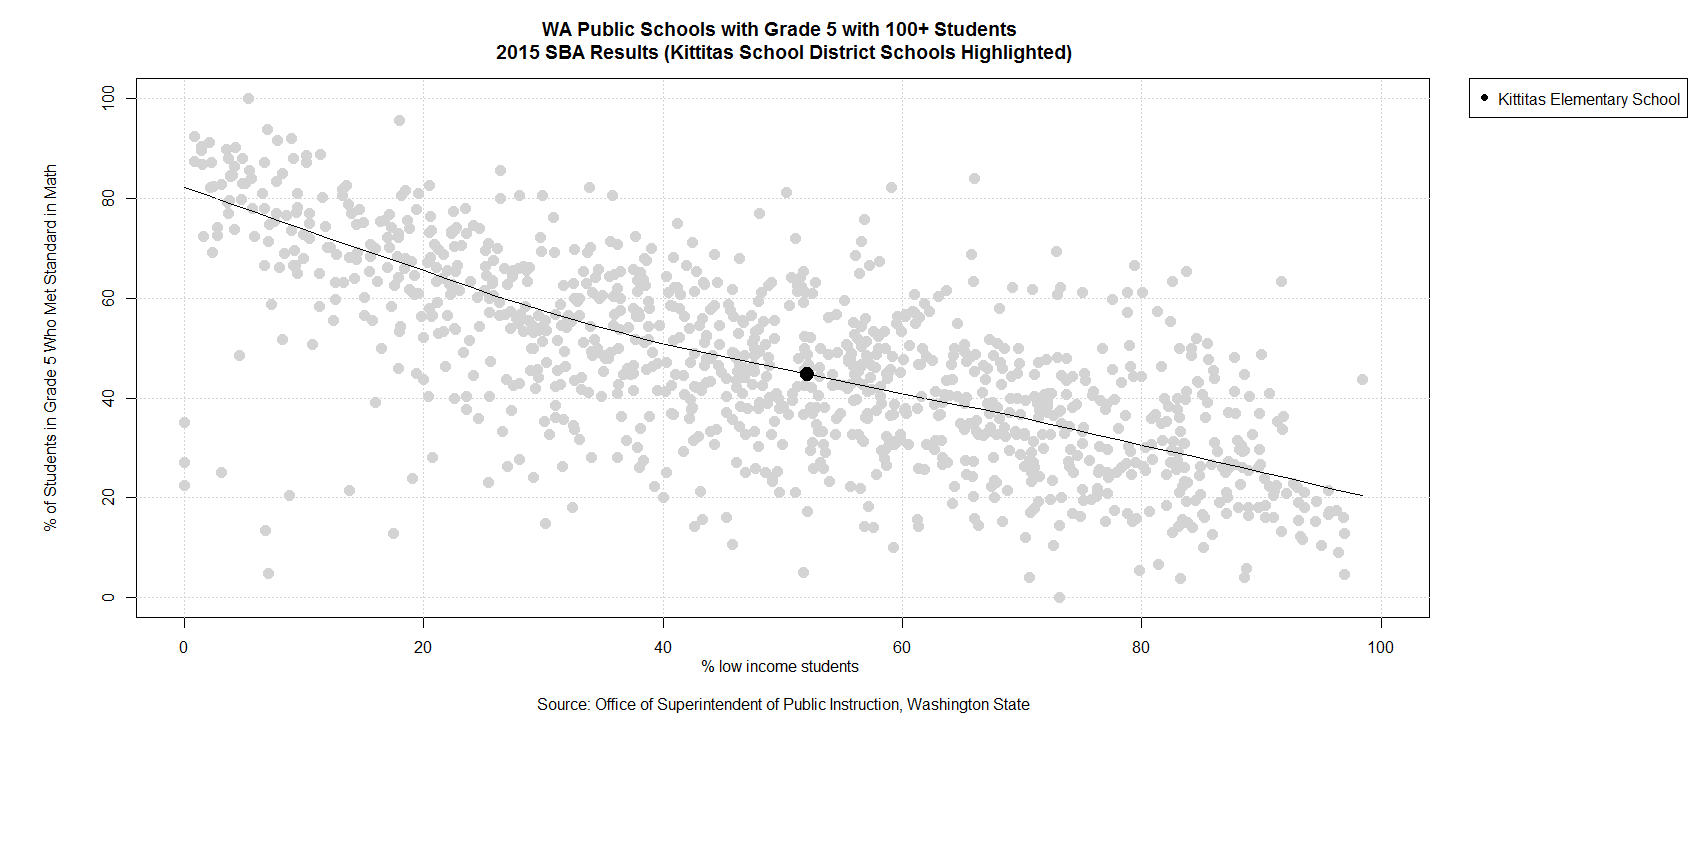 WA Public Schools with Grade 5 with 100+ Students
2015 SBA Results (Kittitas School District Schools Highlighted)
Kittitas Elementary School
% of Students in Grade 5 Who Met Standard in Math
100
80
60
40
20
0
0 20 40 60 80 100
% low income students
Source: Office of Superintendent of Public Instruction, Washington State